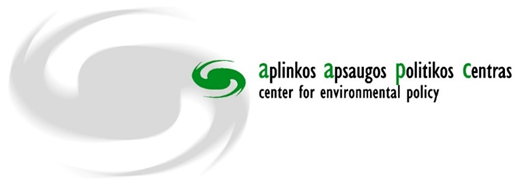 aplinkos apsaugos politikos centras
center for environmental policy